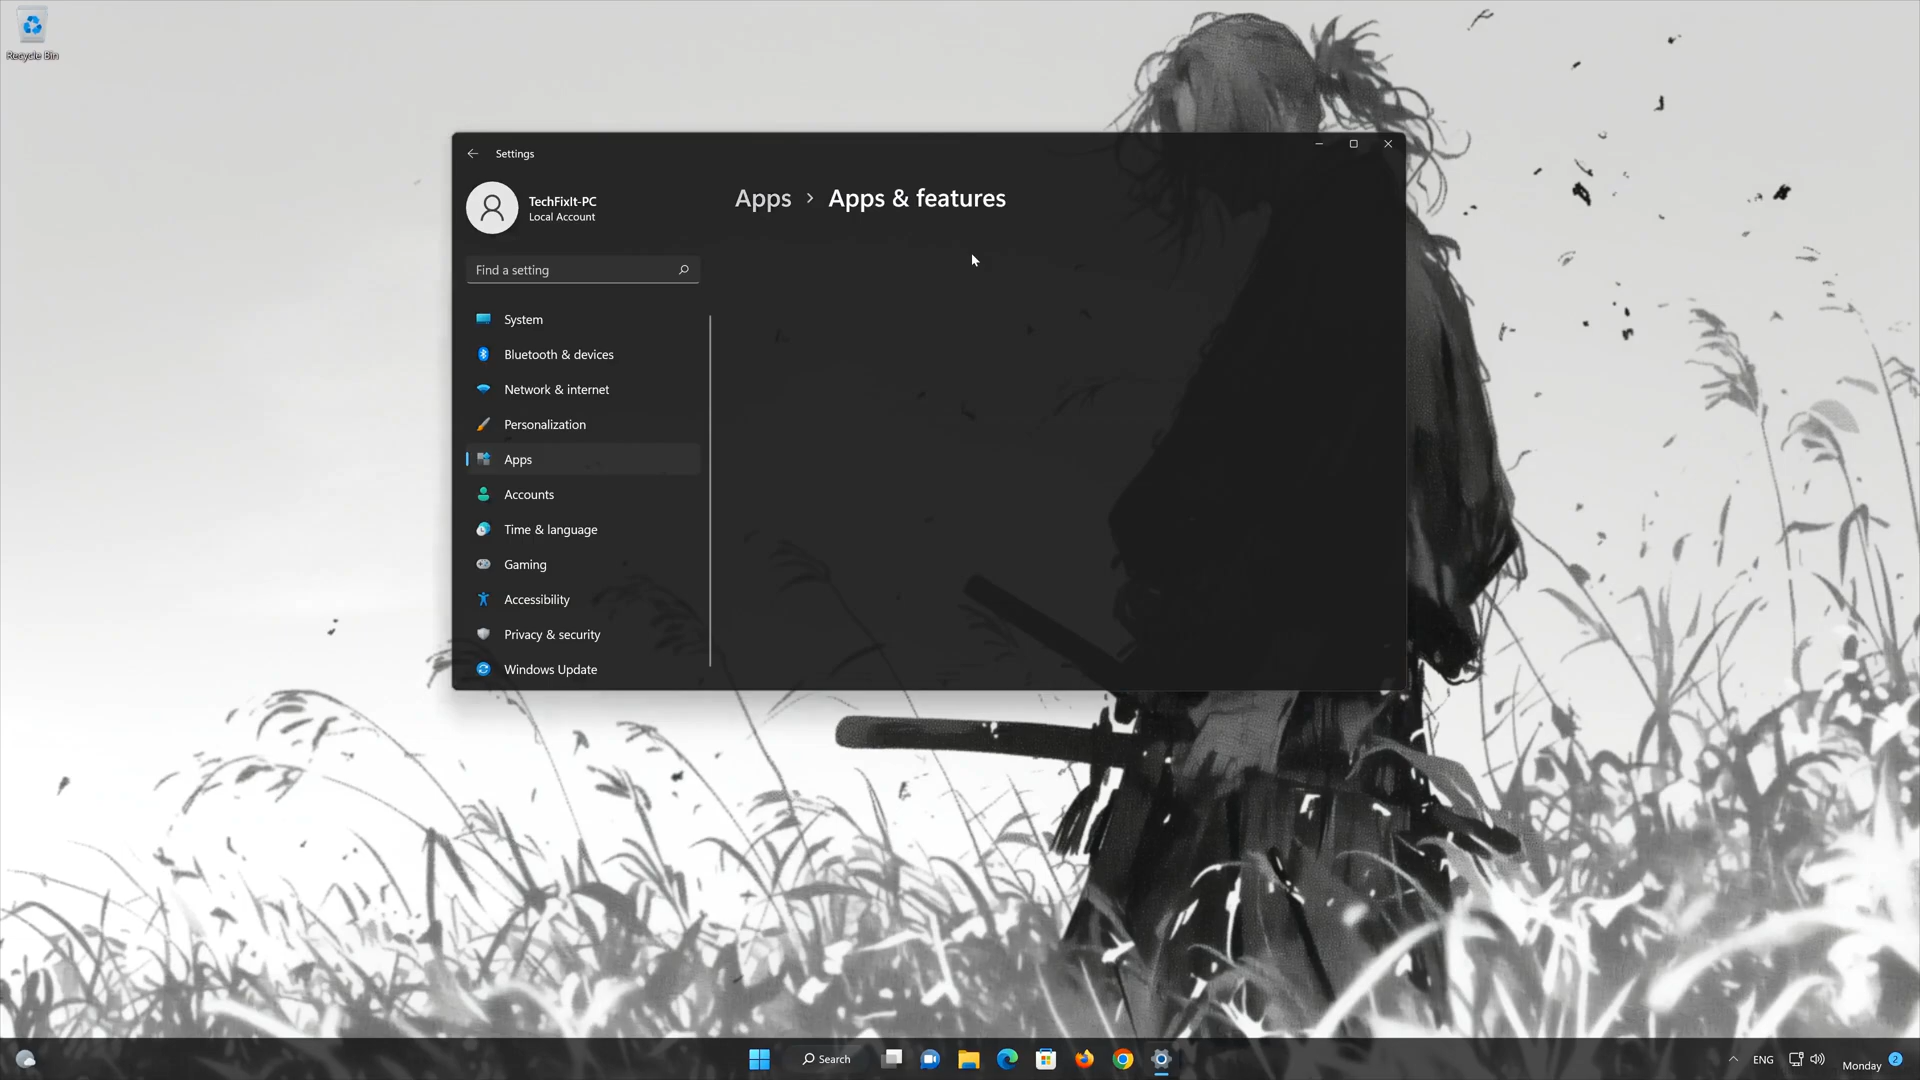 Recycle Bin
Settings
TechFixIt-PC
Local Account
Apps > Apps & features
Find a setting
System
Bluetooth & devices
Network & internet
Personalization
Apps
Accounts
Time & language
Gaming
Accessibility
Privacy & security
Windows Update
Search
ENG
Monday
2